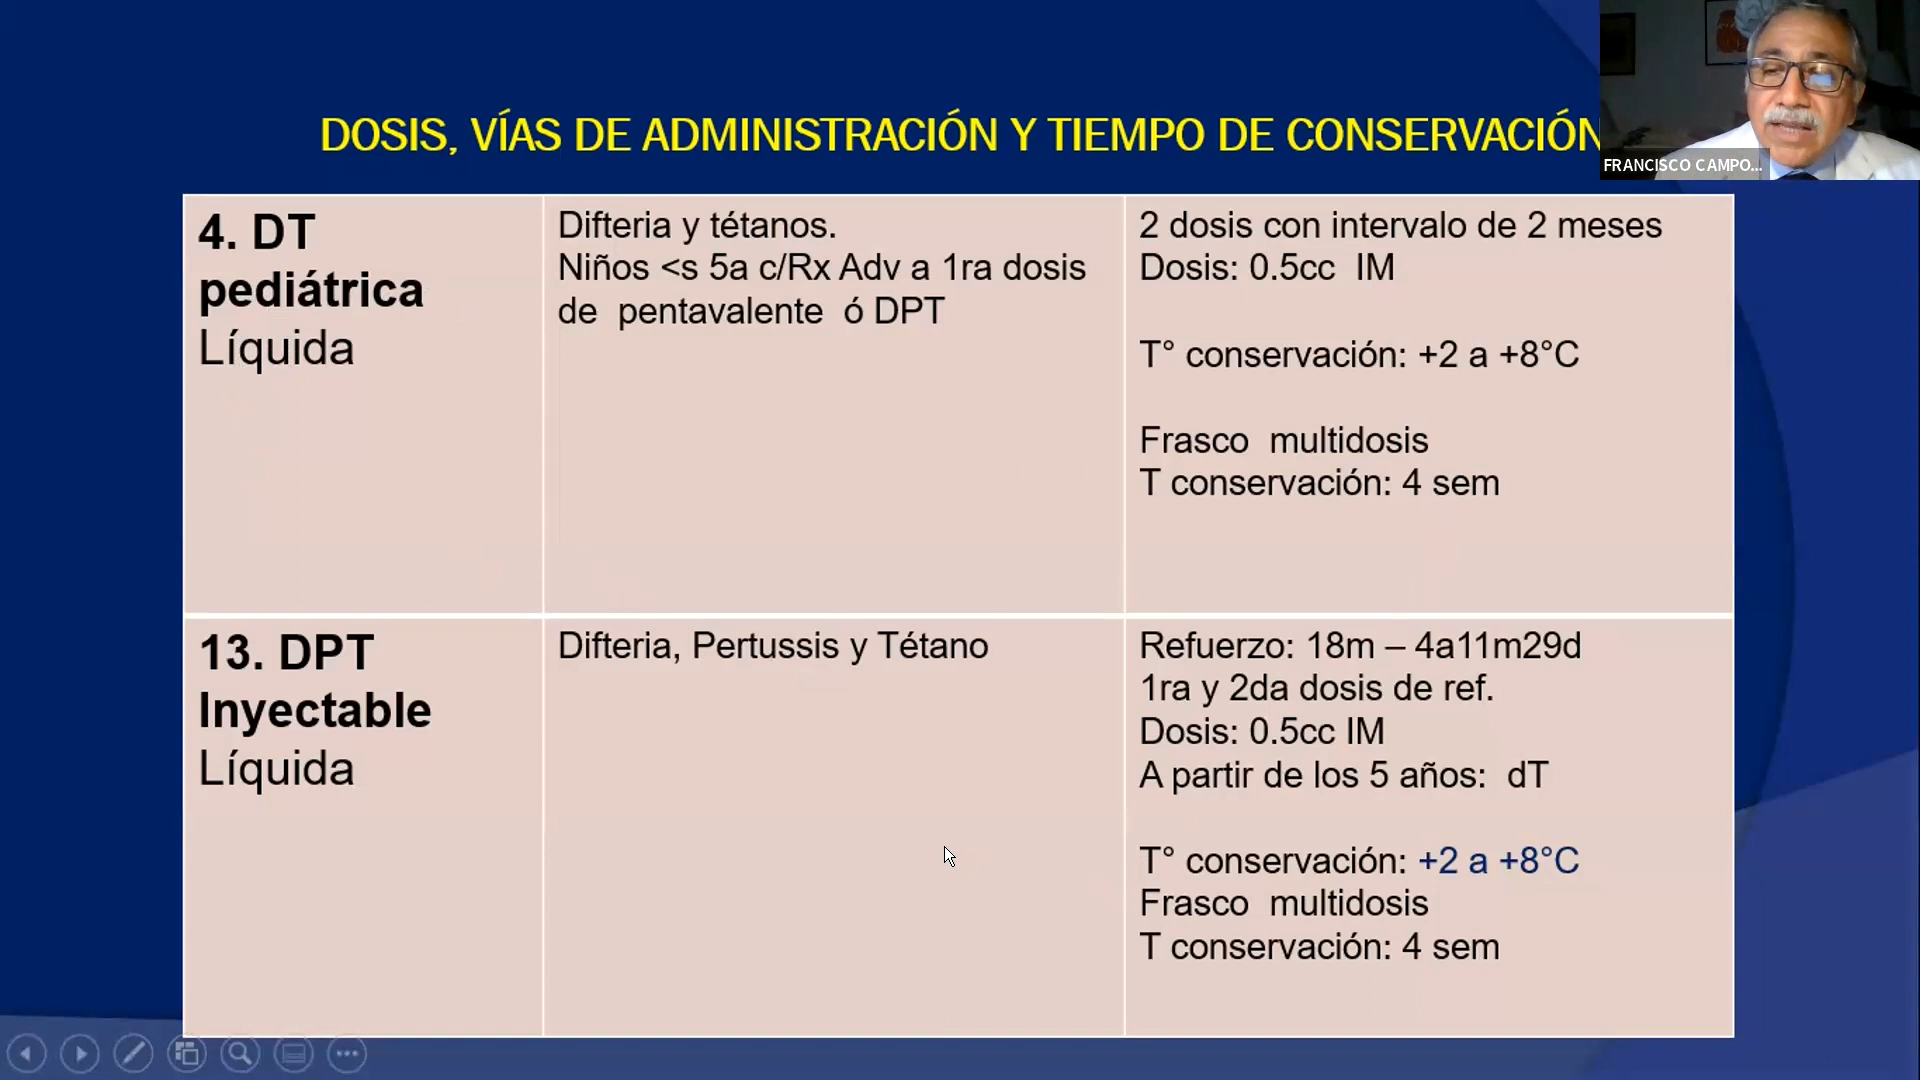 DOSIS, VÍAS DE ADMINISTRACIÓN Y TIEMPO DE CONSERVACIÓN
FRANCISCO CAMPO...
4. DT
pediátrica
Líquida
Difteria y tétanos.
Niños <s 5a c/Rx Adv a 1ra dosis
de pentavalente ó DPT
2 dosis con intervalo de 2 meses
Dosis: 0.5cc IM
T° conservación: +2 a +8°C
Frasco multidosis
T conservación: 4 sem
13. DPT
Inyectable
Líquida
Difteria, Pertussis y Tétano
Refuerzo: 18m – 4a11m29d
1ra y 2da dosis de ref.
Dosis: 0.5cc IM
A partir de los 5 años: dT
T° conservación: +2 a +8°C
Frasco multidosis
T conservación: 4 sem